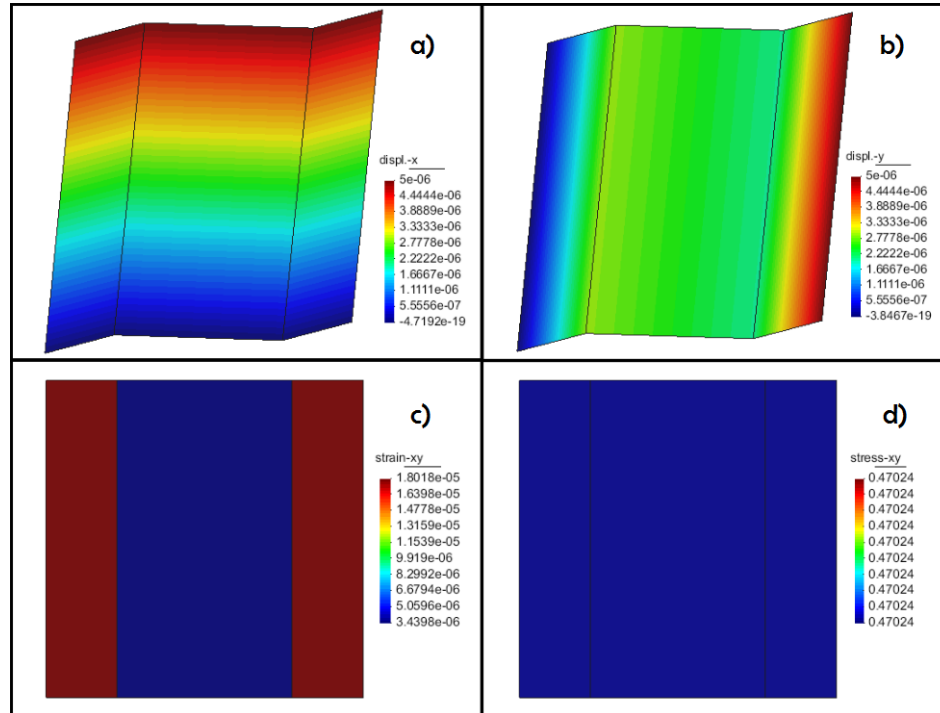 a)
displ.-x
5e-06
4.4444e-06
3.8889e-06
3.3333e-06
2.7778e-06
2.2222e-06
1.6667e-06
1.1111e-06
5.5556e-07
-4.7192e-19
b)
displ.-y
5e-06
4.4444e-06
3.8889e-06
3.3333e-06
2.7778e-06
2.2222e-06
1.6667e-06
1.1111e-06
5.5556e-07
-3.8467e-19
c)
strain-xy
1.8018e-05
1.6398e-05
1.4778e-05
1.3159e-05
1.1539e-05
9.919e-06
8.2992e-06
6.6794e-06
5.0596e-06
3.4398e-06
d)
stress-xy
0.47024
0.47024
0.47024
0.47024
0.47024
0.47024
0.47024
0.47024
0.47024
0.47024